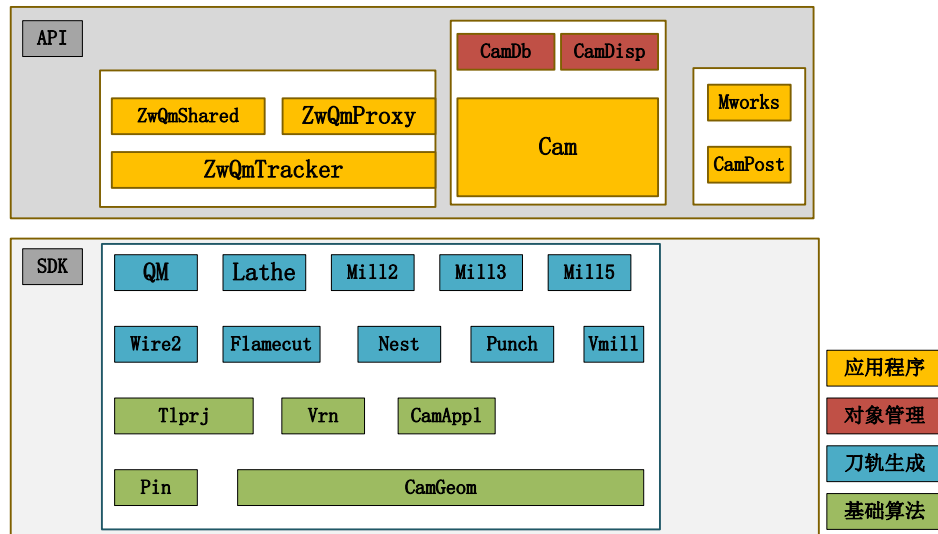 API
CamDb CamDisp
ZwQmShared ZwQmProxy
ZwQmTracker
Cam
Mworks
CamPost
SDK
QM Lathe Mill2 Mill3 Mill5
Wire2 Flamecut Nest Punch Vmill
Tlprj Vrn CamAppl
Pin CamGeom
应用程序
对象管理
刀轨生成
基础算法